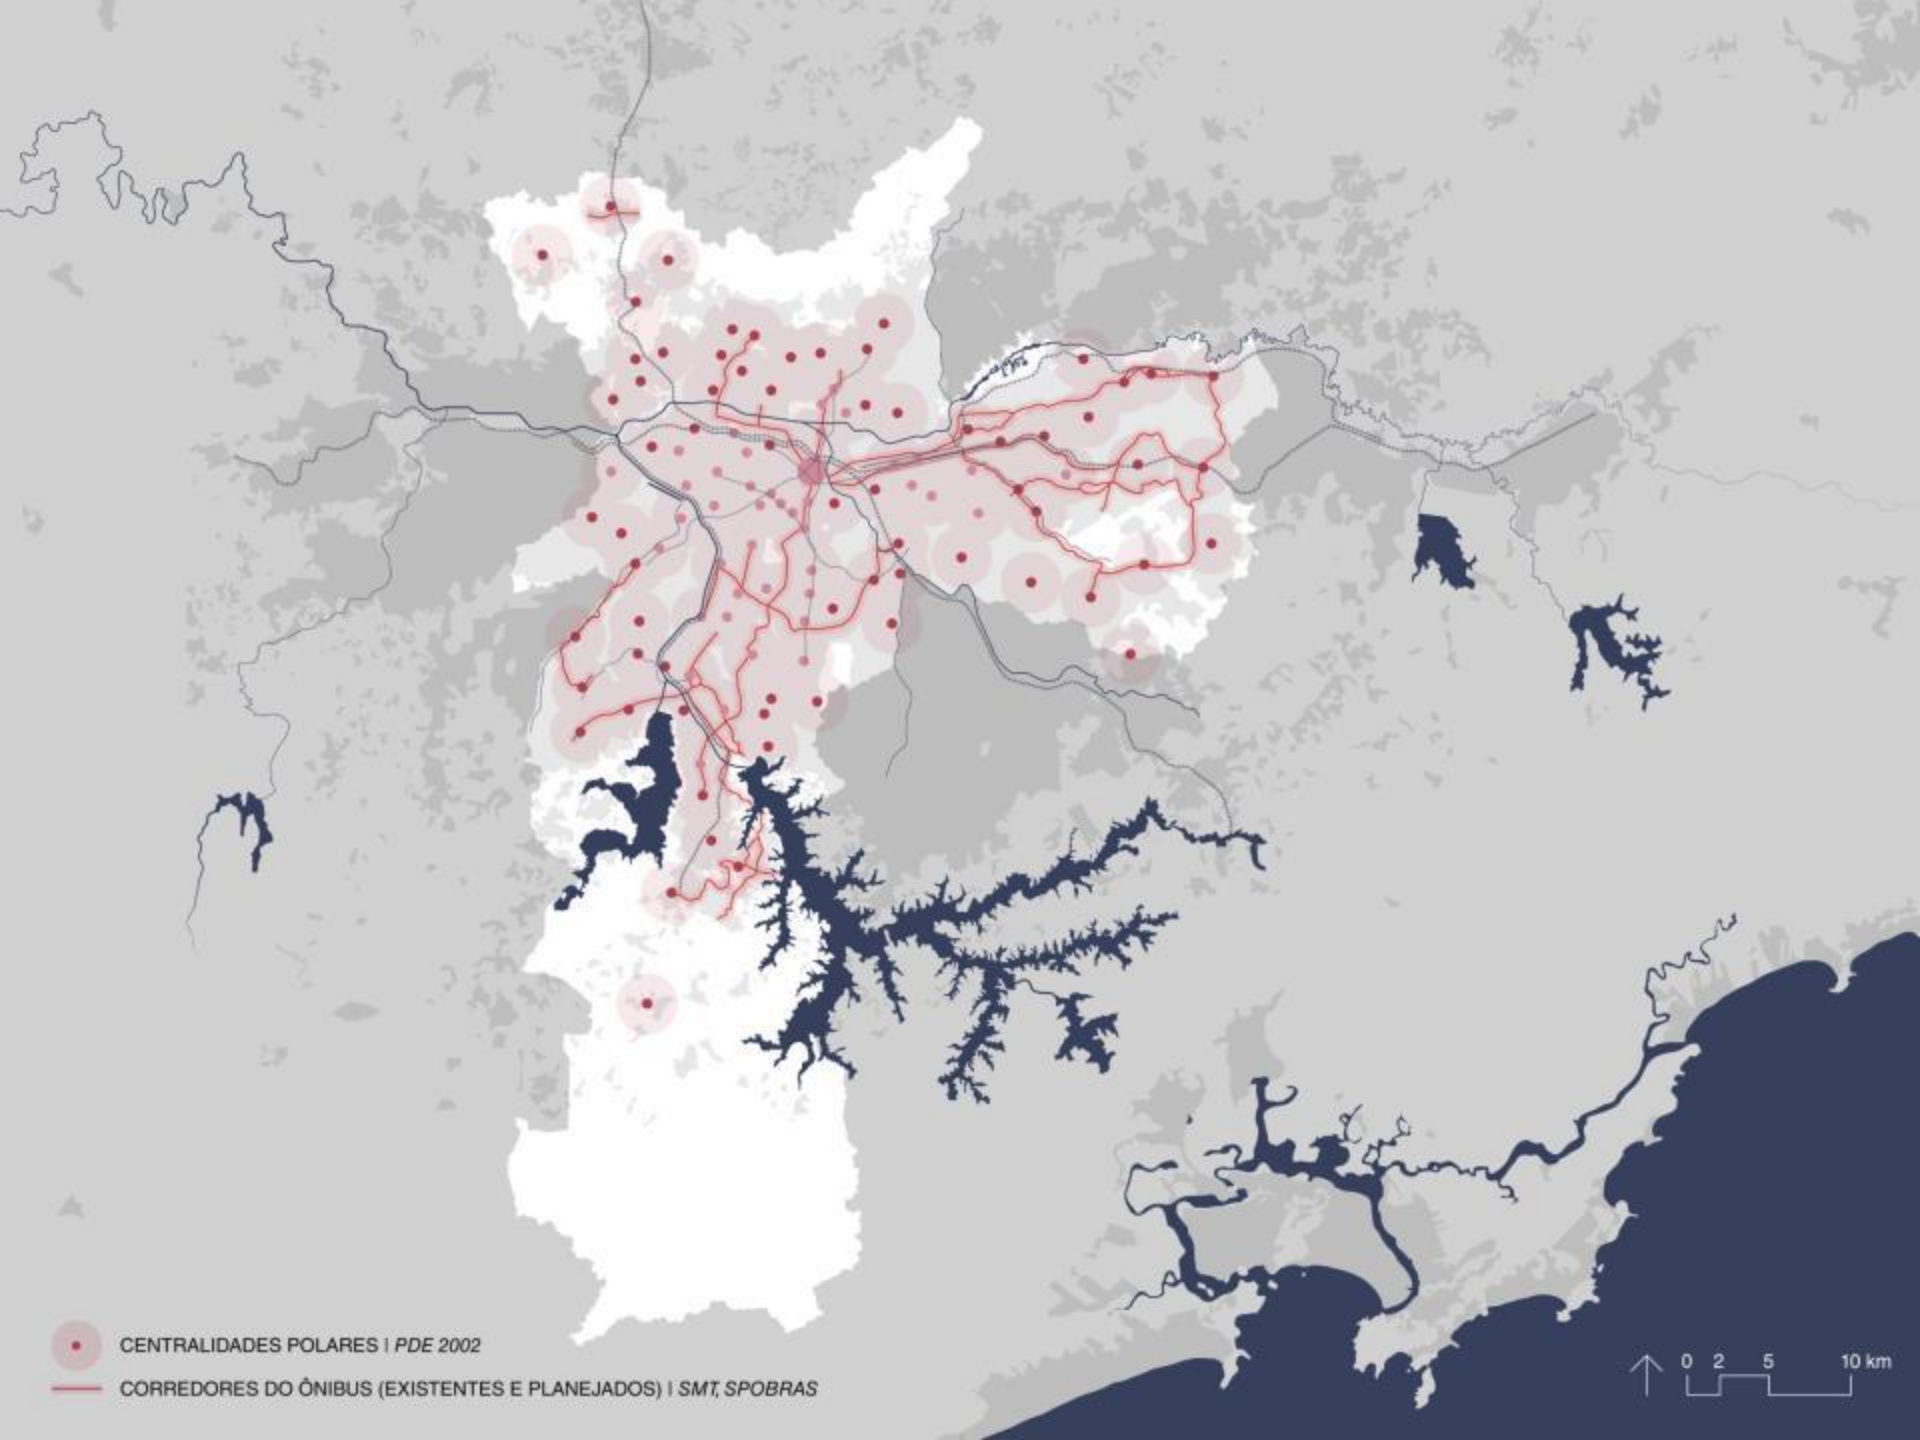 CENTRALIDADES POLARES | PDE 2002
CORREDORES DO ÔNIBUS (EXISTENTES E PLANEJADOS) | SMT, SPOBRAS
0 2 5 10 km